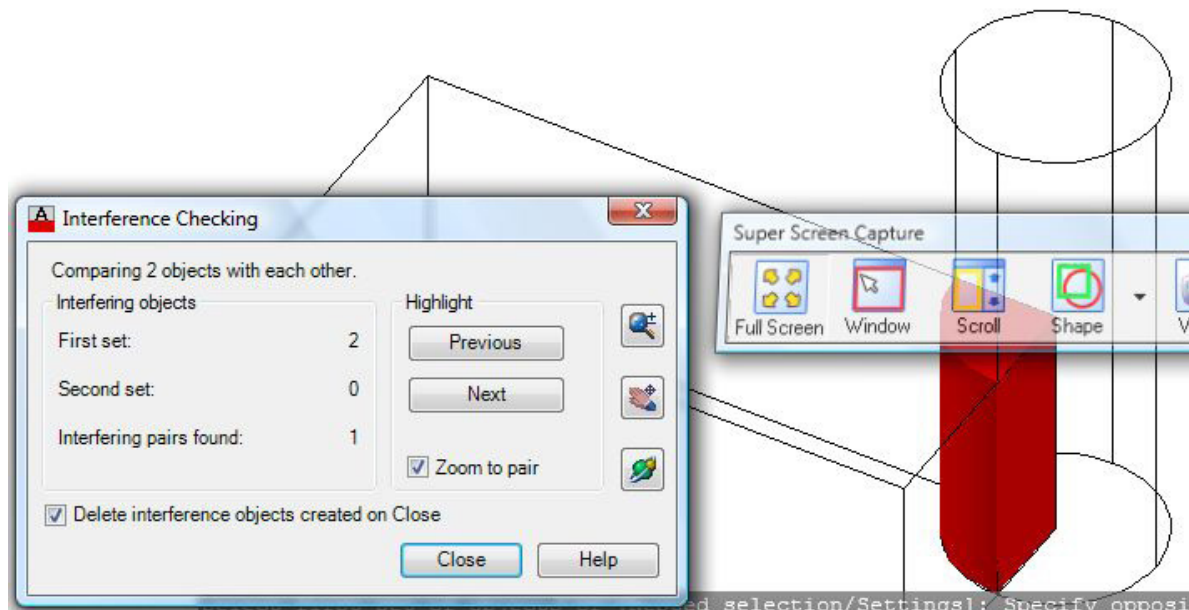 Interference Checking
Comparing 2 objects with each other.
Interfering objects
First set: 2
Second set: 0
Interfering pairs found: 1
Highlight
Previous
Next
Zoom to pair
Delete interference objects created on Close
Close Help
Super Screen Capture
Full Screen Window Scroll Shape
selection/Settings]: Specify